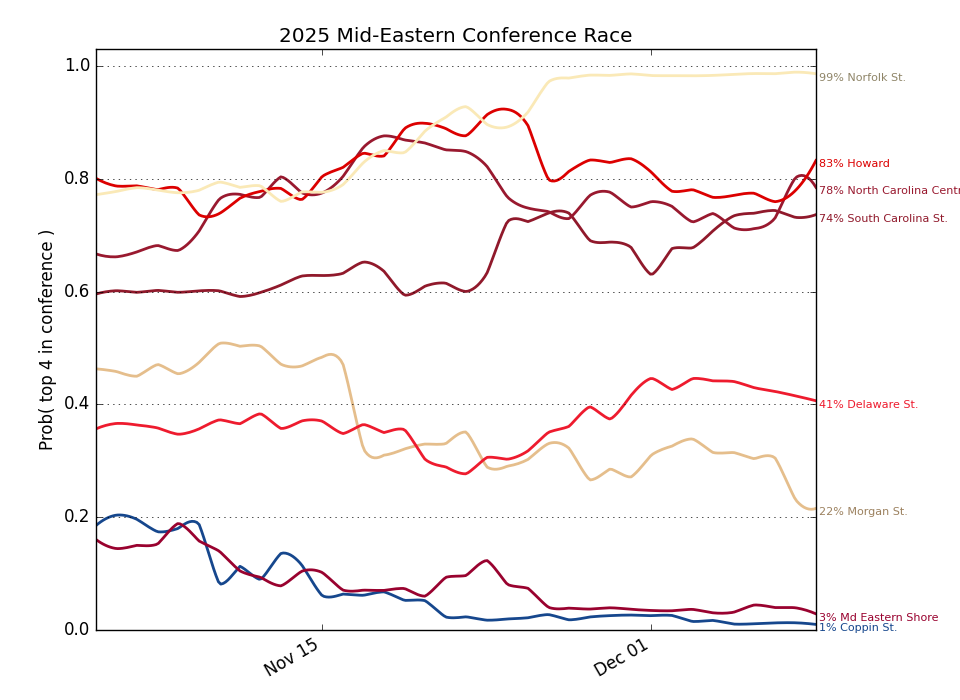 2025 Mid-Eastern Conference Race
Prob( top 4 in conference )
1.0
0.8
0.6
0.4
0.2
0.0
Nov 15
Dec 01
99% Norfolk St.
83% Howard
78% North Carolina Centr
74% South Carolina St.
41% Delaware St.
22% Morgan St.
3% Md Eastern Shore
1% Coppin St.